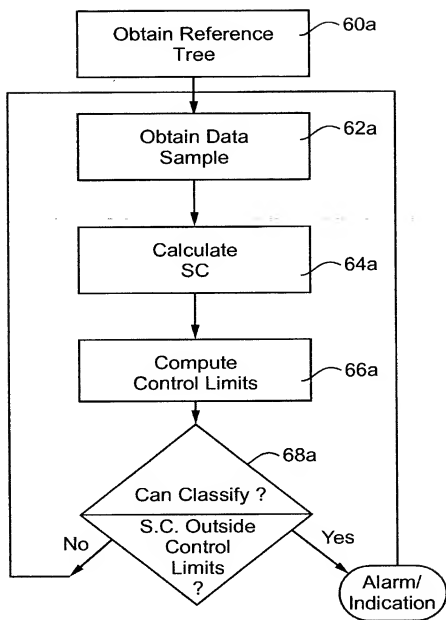 Obtain Reference
Tree
60a
Obtain Data
Sample
62a
Calculate
SC
64a
Compute
Control Limits
66a
68a
Can Classify ?
S.C. Outside
Control
Limits
?
No
Yes
Alarm/
Indication